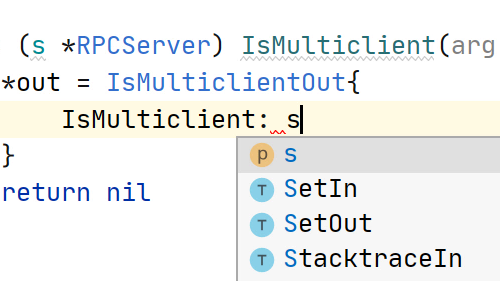 (s *RPCServer) IsMulticlient(arg
*out = IsMulticlientOut{
IsMulticlient: s
p s
T SetIn
T SetOut
T StacktraceIn
}
return nil